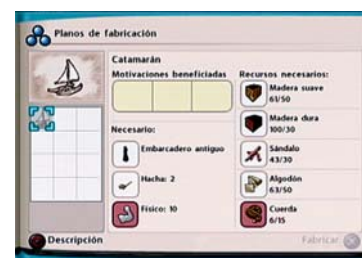 Planos de fabricación
Catamarán
Motivaciones beneficiadas
Necesario:
Embarcadero antiguo
Hacha: 2
Físico: 10
Recursos necesarios:
Madera suave
61/50
Madera dura
100/30
Sándalo
43/30
Algodón
63/50
Cuerda
6/15
Descripción
Fabricar